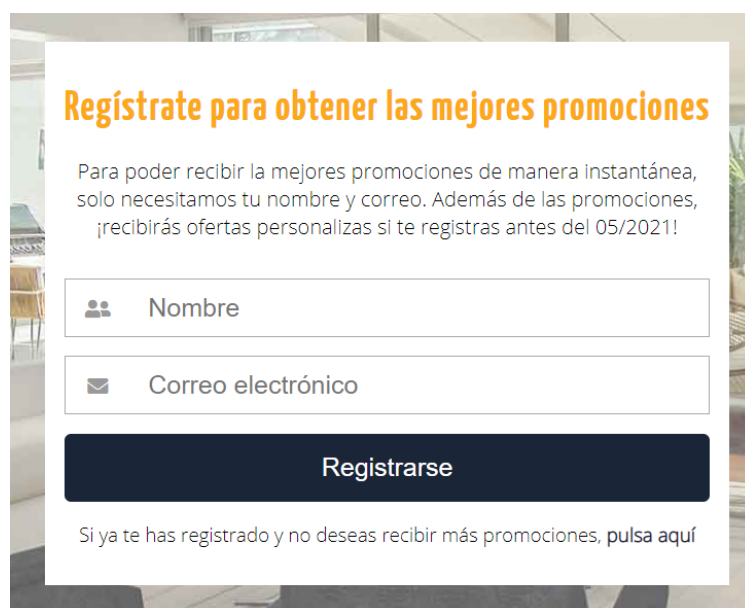 Regístrate para obtener las mejores promociones
Para poder recibir la mejores promociones de manera instantánea,
solo necesitamos tu nombre y correo. Además de las promociones,
¡recibirás ofertas personalizas si te registras antes del 05/2021!
Nombre
Correo electrónico
Registrarse
Si ya te has registrado y no deseas recibir más promociones, pulsa aquí